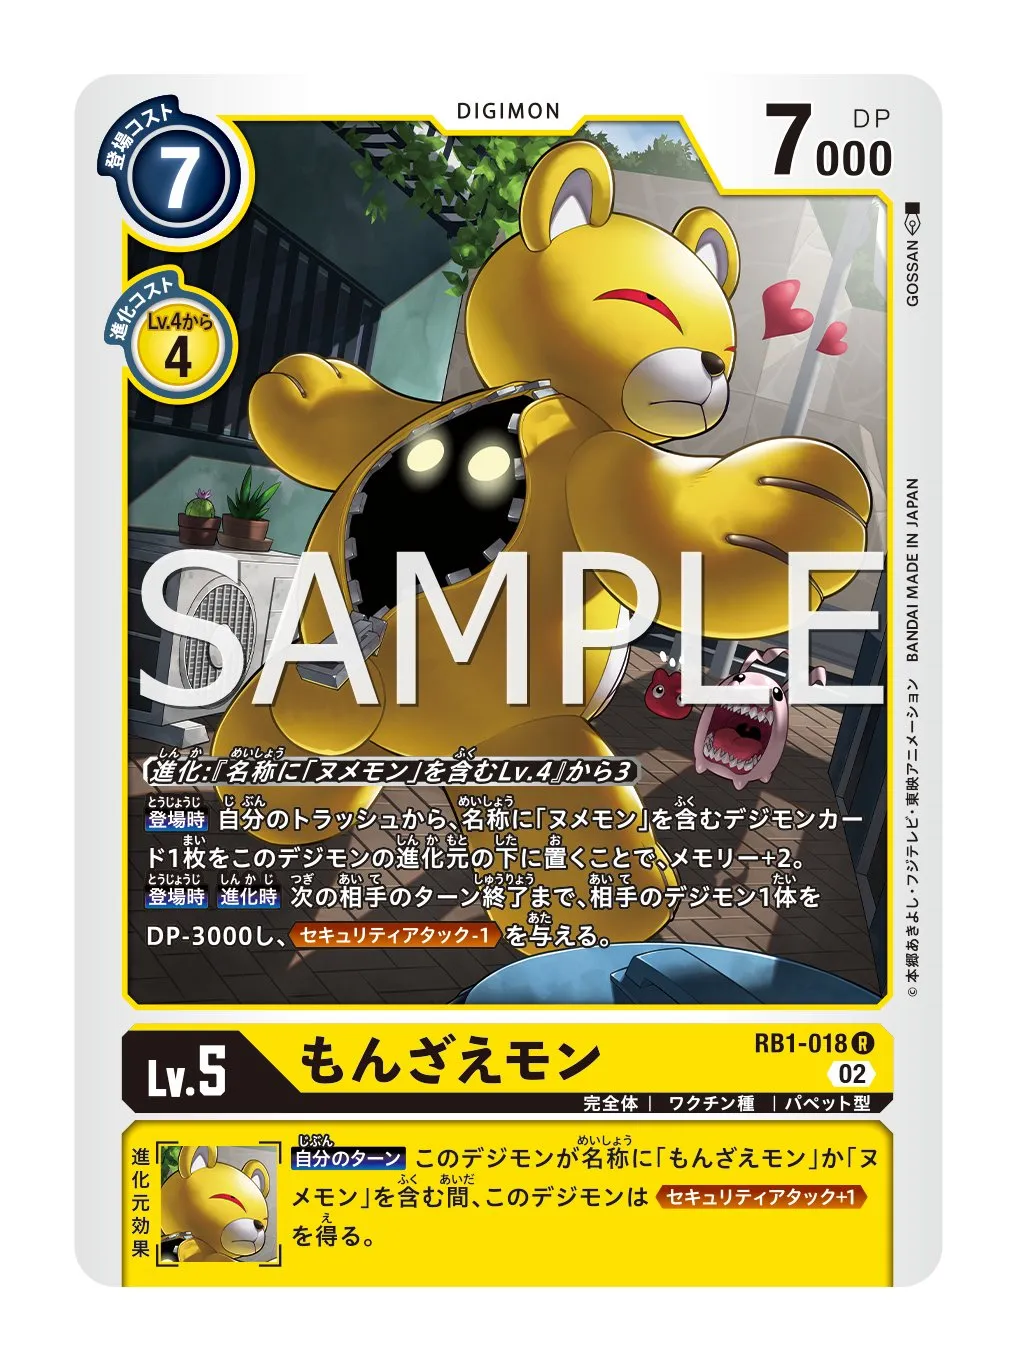 DIGIMON
登場コスト
7
7000
DP
進化コスト
Lv.4から
4
GOSSAN
BANDAI MADE IN JAPAN
©本郷あきよし・フジテレビ・東映アニメーション
SAMPLE
進化:『名称に「ヌメモン」を含むLv.4』から3
登場時 自分のトラッシュから、名称に「ヌメモン」を含むデジモンカー
ド1枚をこのデジモンの進化元の下に置くことで、メモリー+2。
登場時 進化時 次の相手のターン終了まで、相手のデジモン1体を
DP-3000し、セキュリティアタック-1を与える。
Lv.5
もんざえモン
RB1-018 R
02
完全体 | ワクチン種 | パペット型
進化元効果
自分のターン このデジモンが名称に「もんざえモン」か「ヌ
メモン」を含む間、このデジモンは セキュリティアタック+1
を得る。